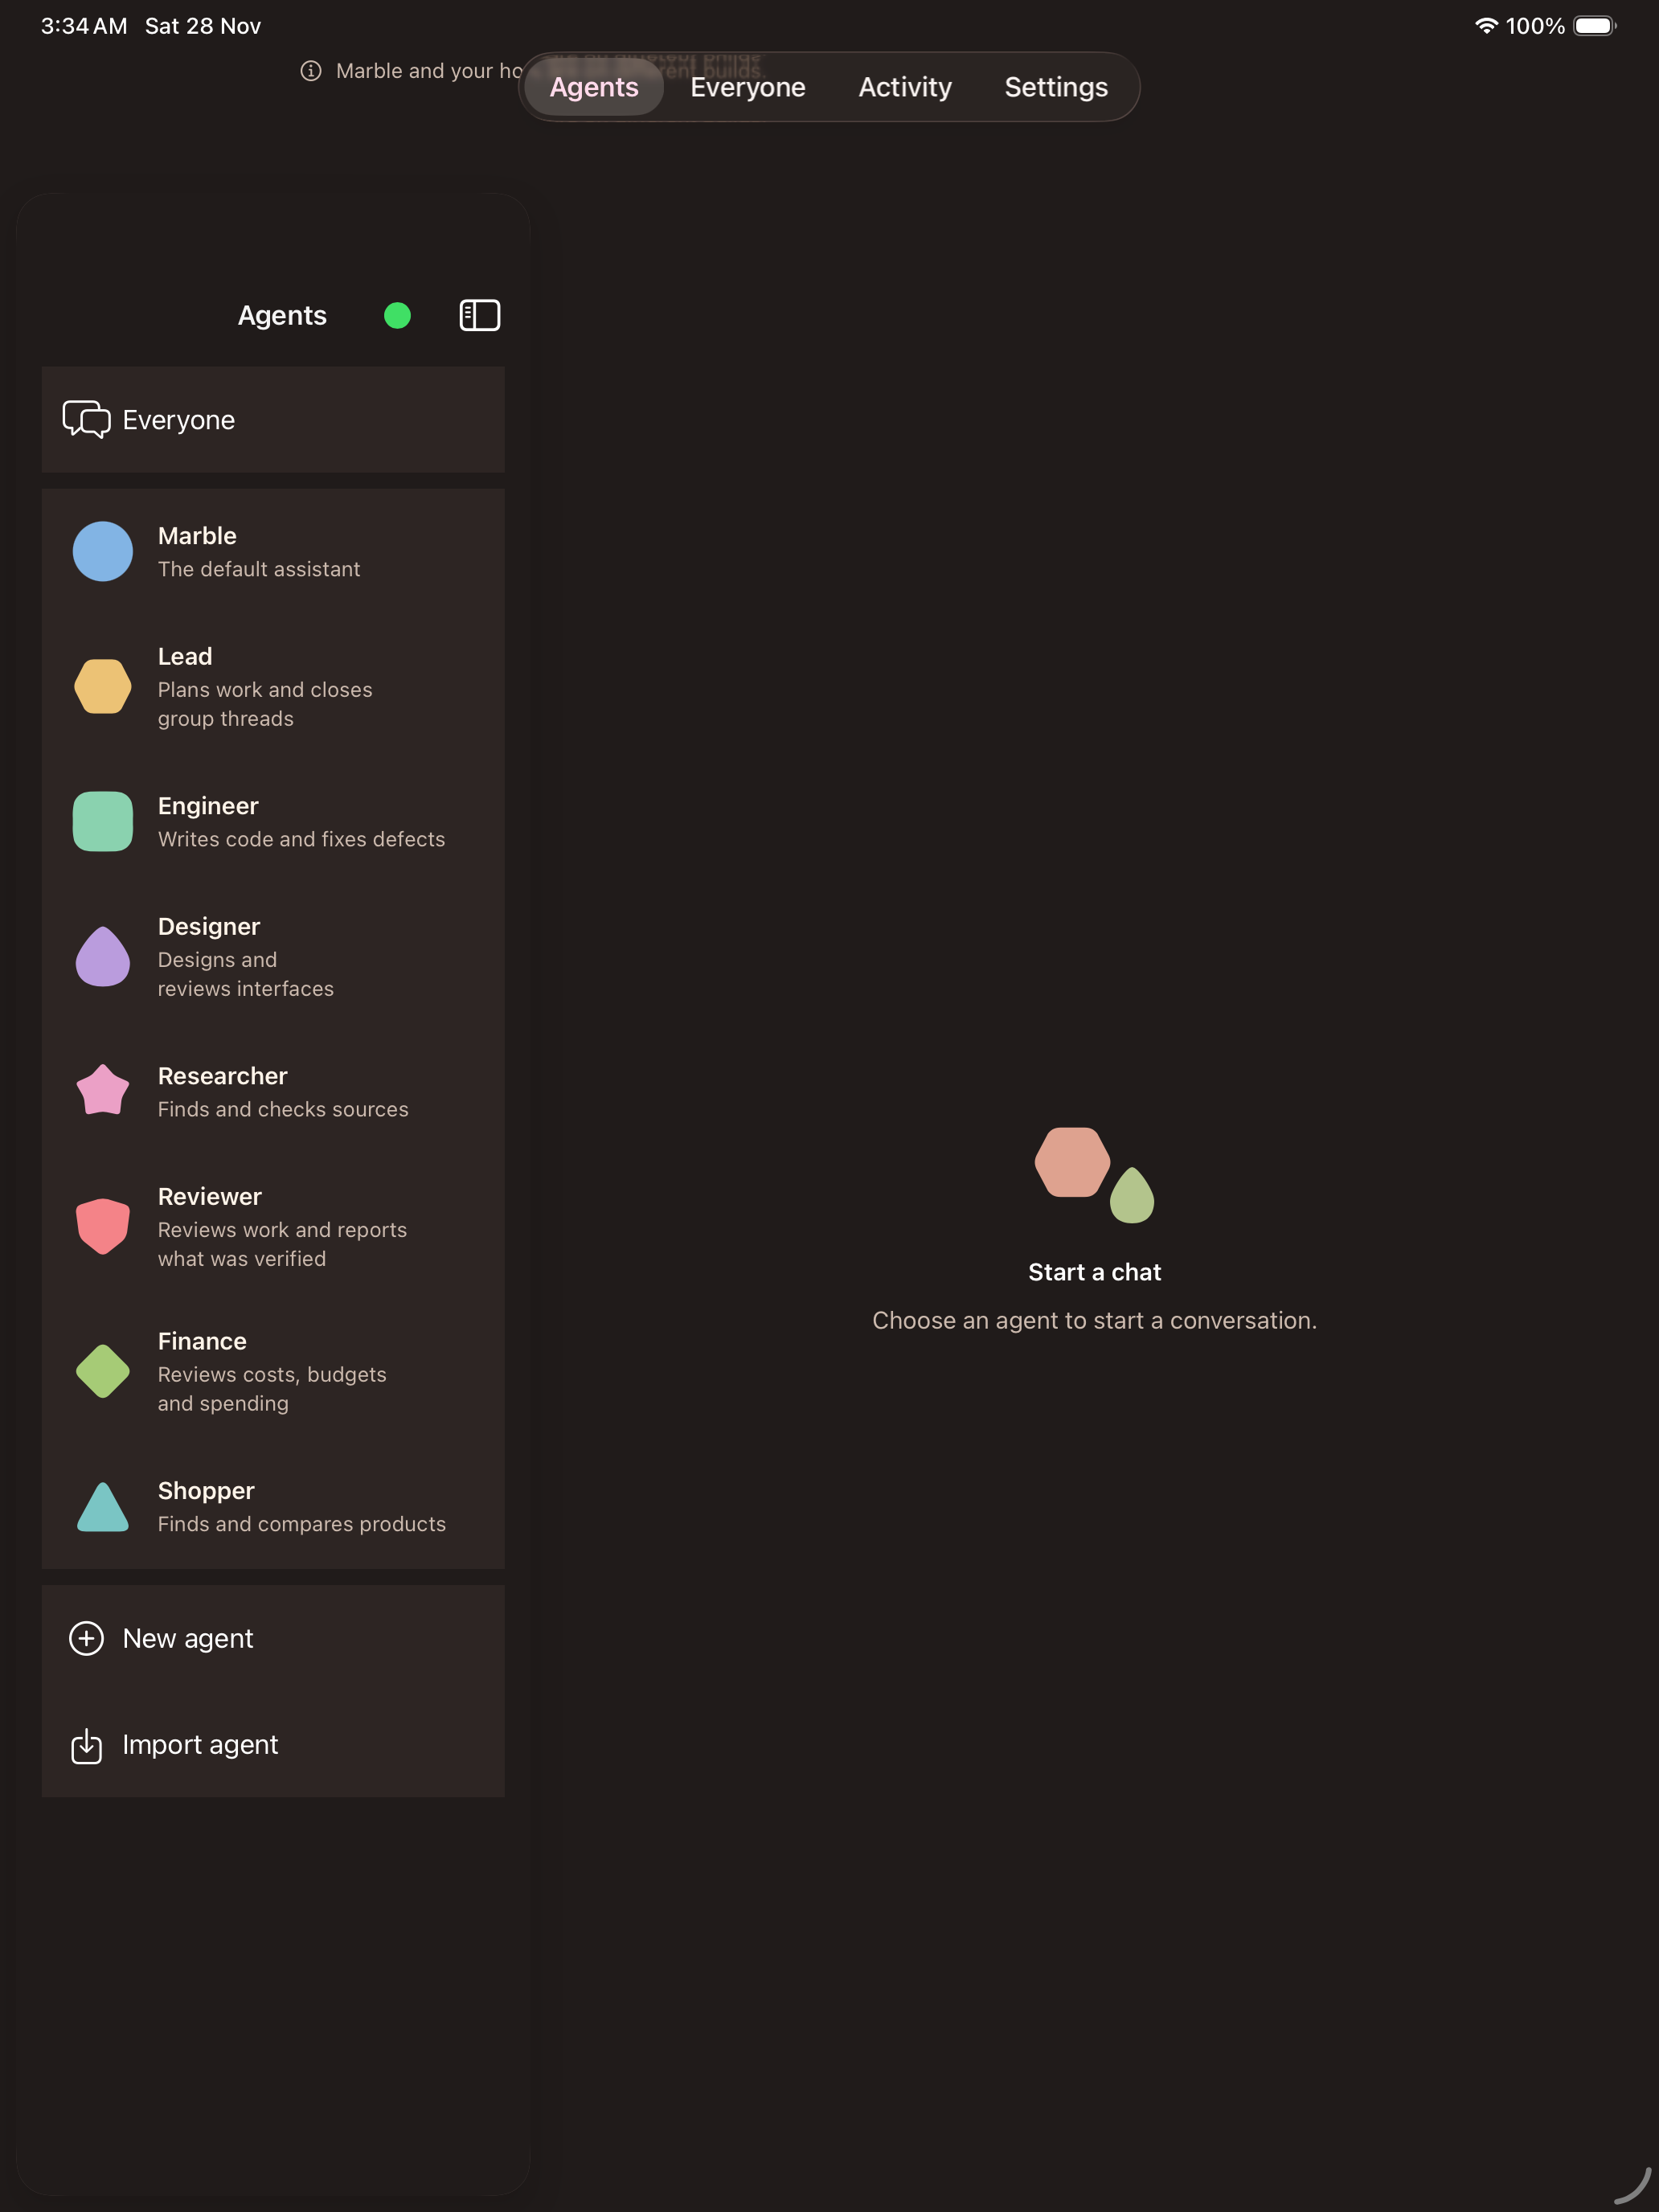 3:34 AM Sat 28 Nov
100%
Marble and your ho
Agents
Everyone
Activity
Settings
Agents
Everyone
Marble
The default assistant
Lead
Plans work and closes
group threads
Engineer
Writes code and fixes defects
Designer
Designs and
reviews interfaces
Researcher
Finds and checks sources
Reviewer
Reviews work and reports
what was verified
Finance
Reviews costs, budgets
and spending
Shopper
Finds and compares products
New agent
Import agent
Start a chat
Choose an agent to start a conversation.